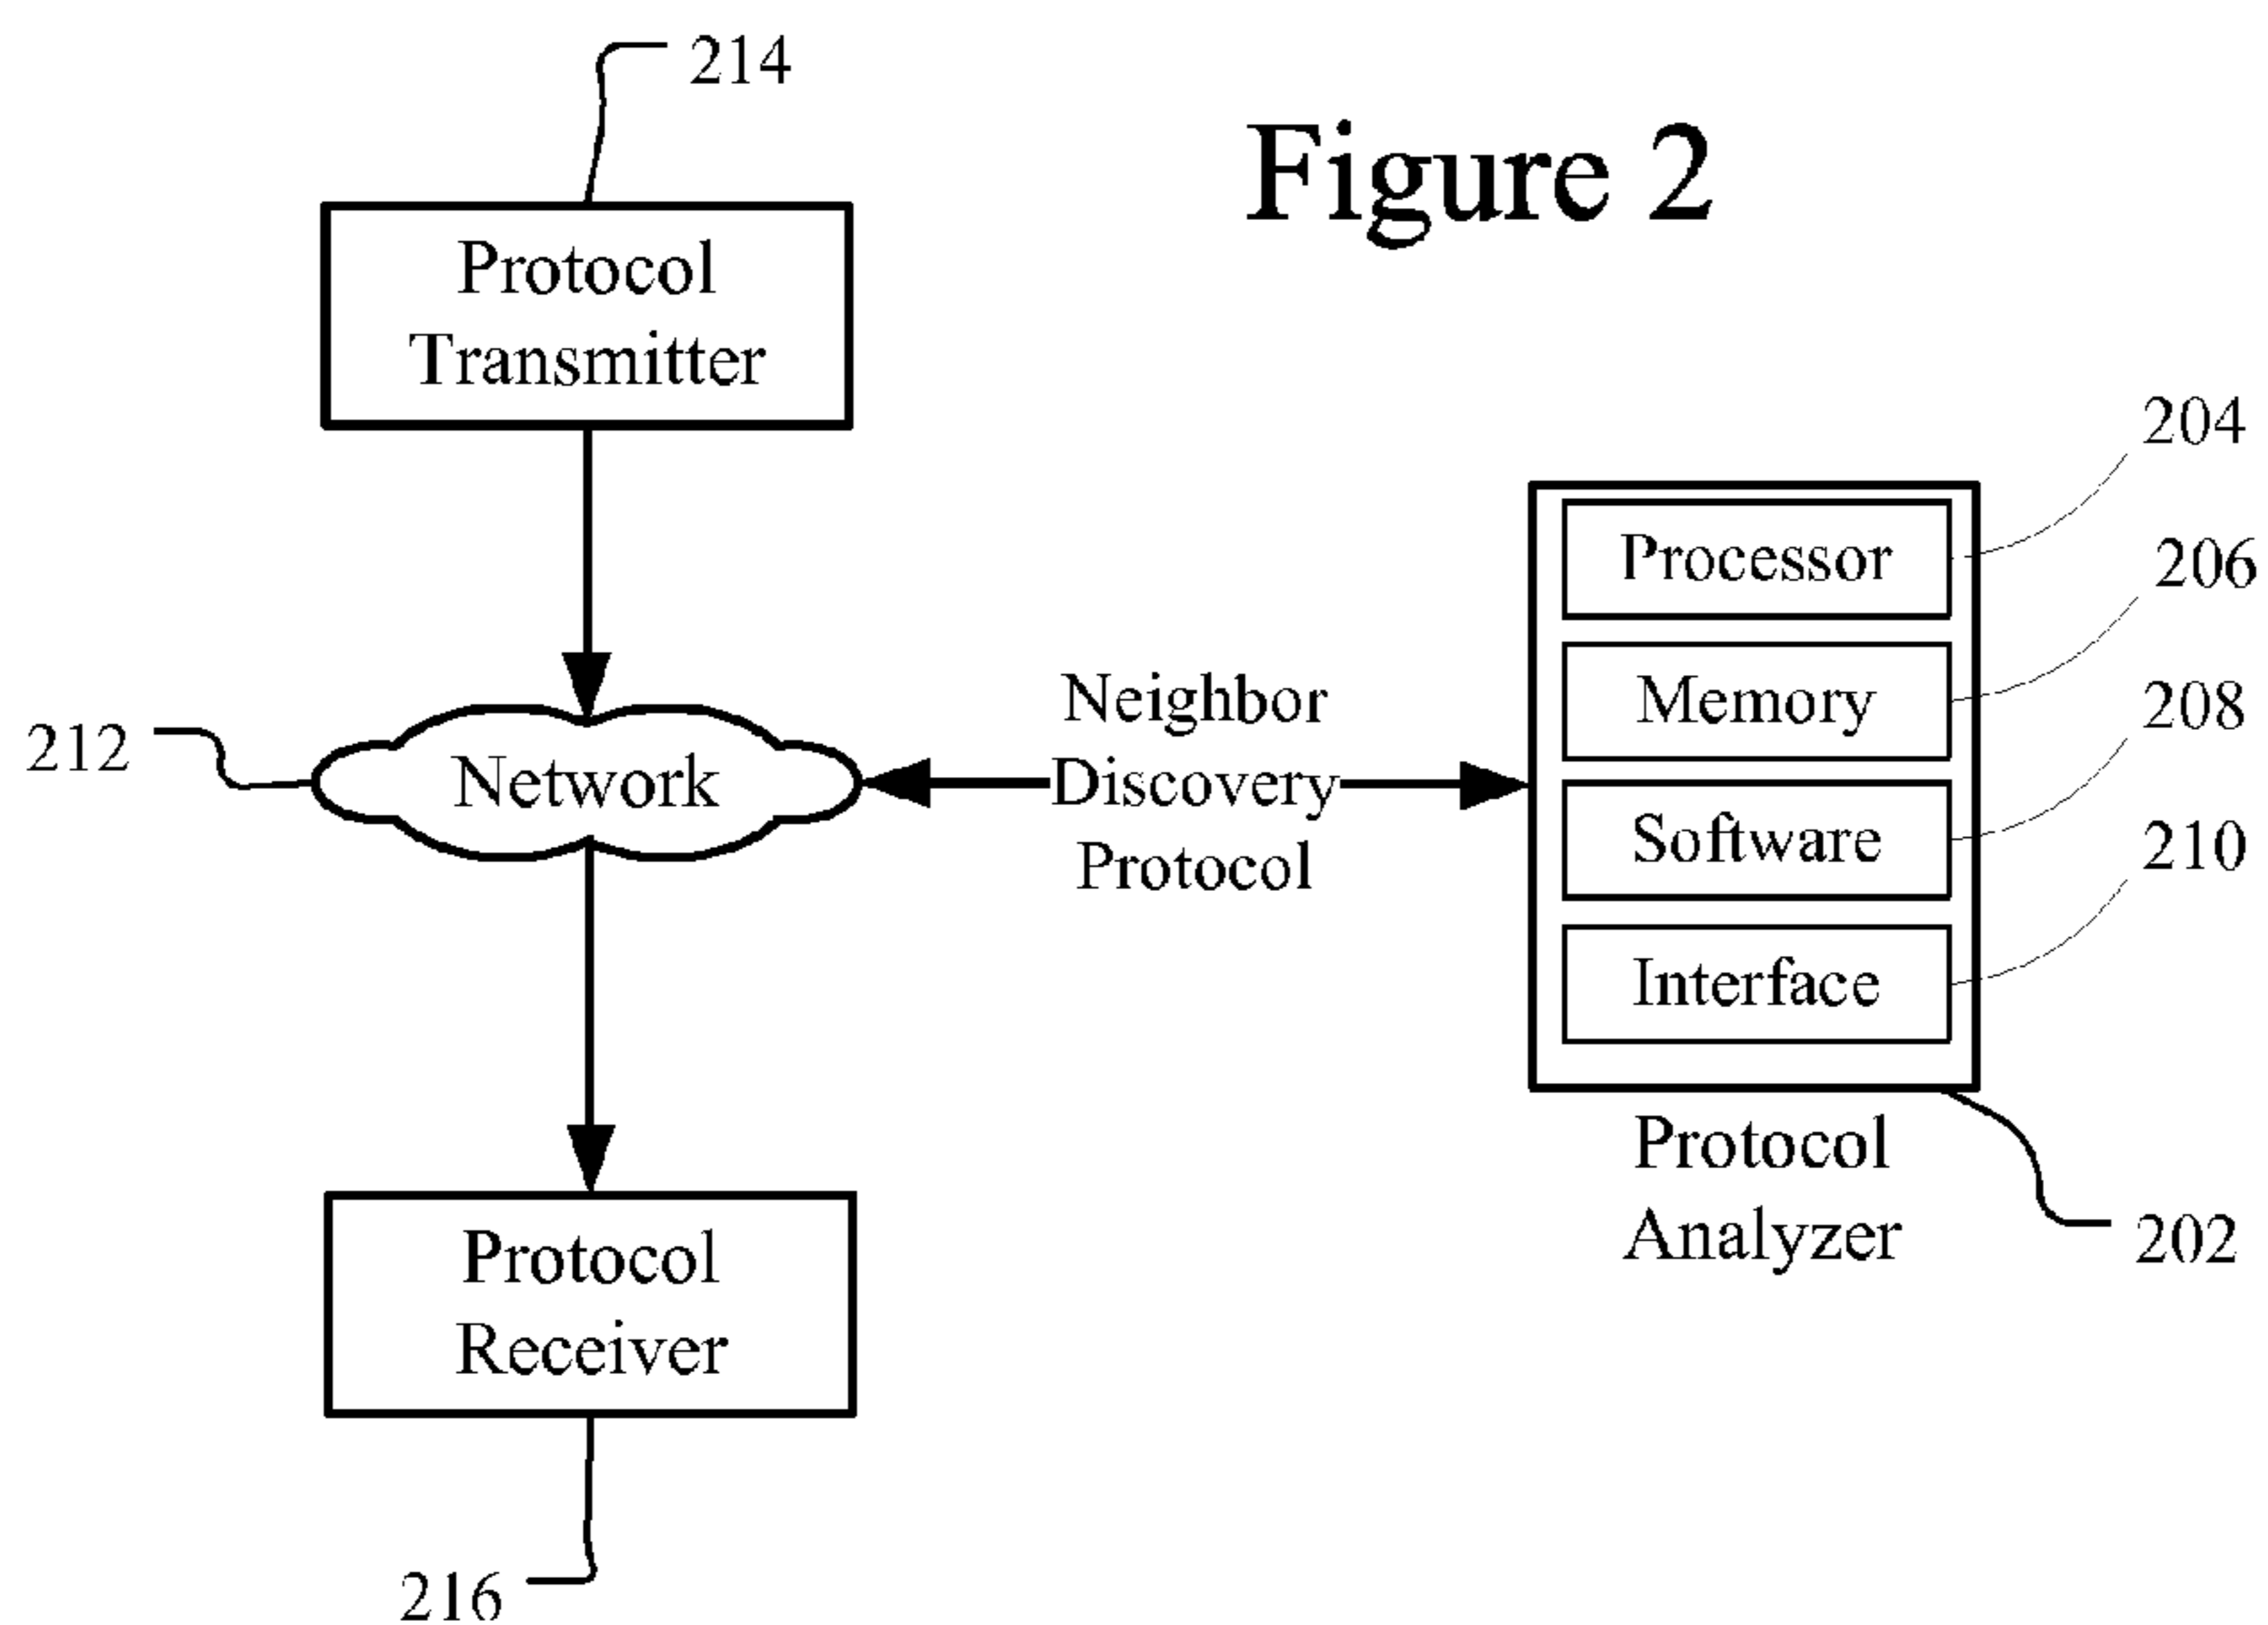 214
Figure 2
Protocol
Transmitter
204
Processor
206
Memory
Neighbor
208
212
Network
Discovery
Software
210
Protocol
Interface
Protocol
Analyzer
202
Protocol
Receiver
216